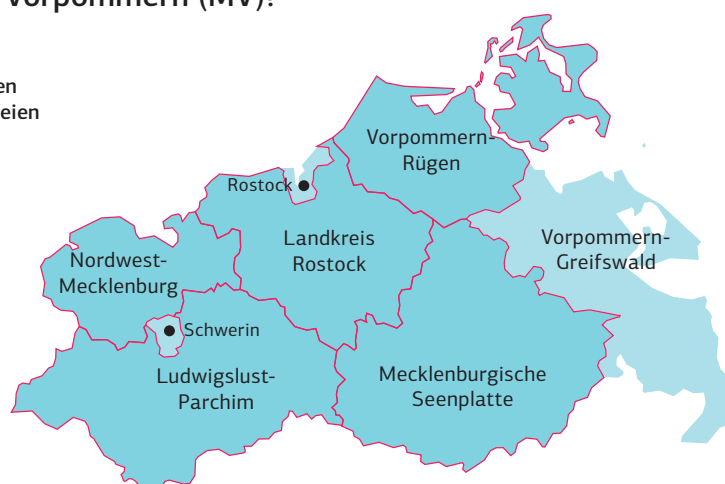 Vorpommern (MV)?
en
eien
Vorpommern-
Rügen
Rostock
Landkreis
Rostock
Vorpommern-
Greifswald
Nordwest-
Mecklenburg
Schwerin
Ludwigslust-
Parchim
Mecklenburgische
Seenplatte